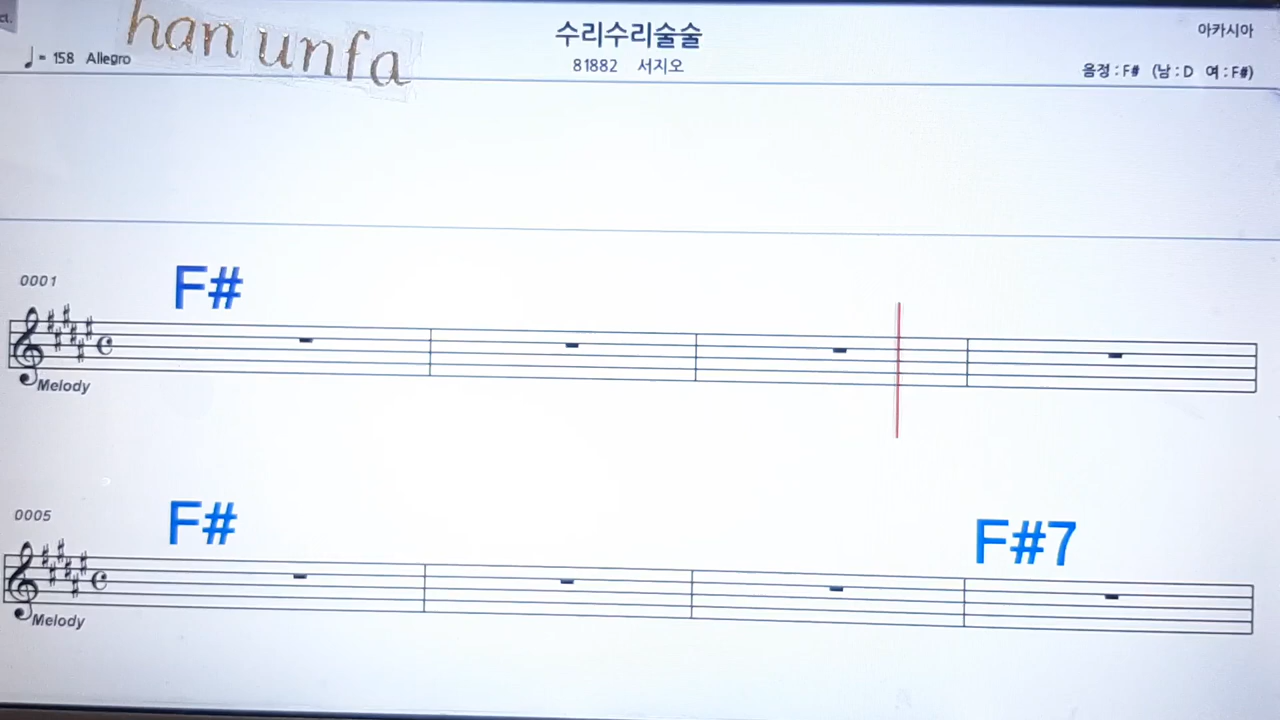 ct.
han unfa
수리수리술술
아카시아
♩= 158 Allegro
81882 서지오
음정 : F# (남 : D 여 : F#)
0001
F#
Melody
0005
F#
F#7
Melody